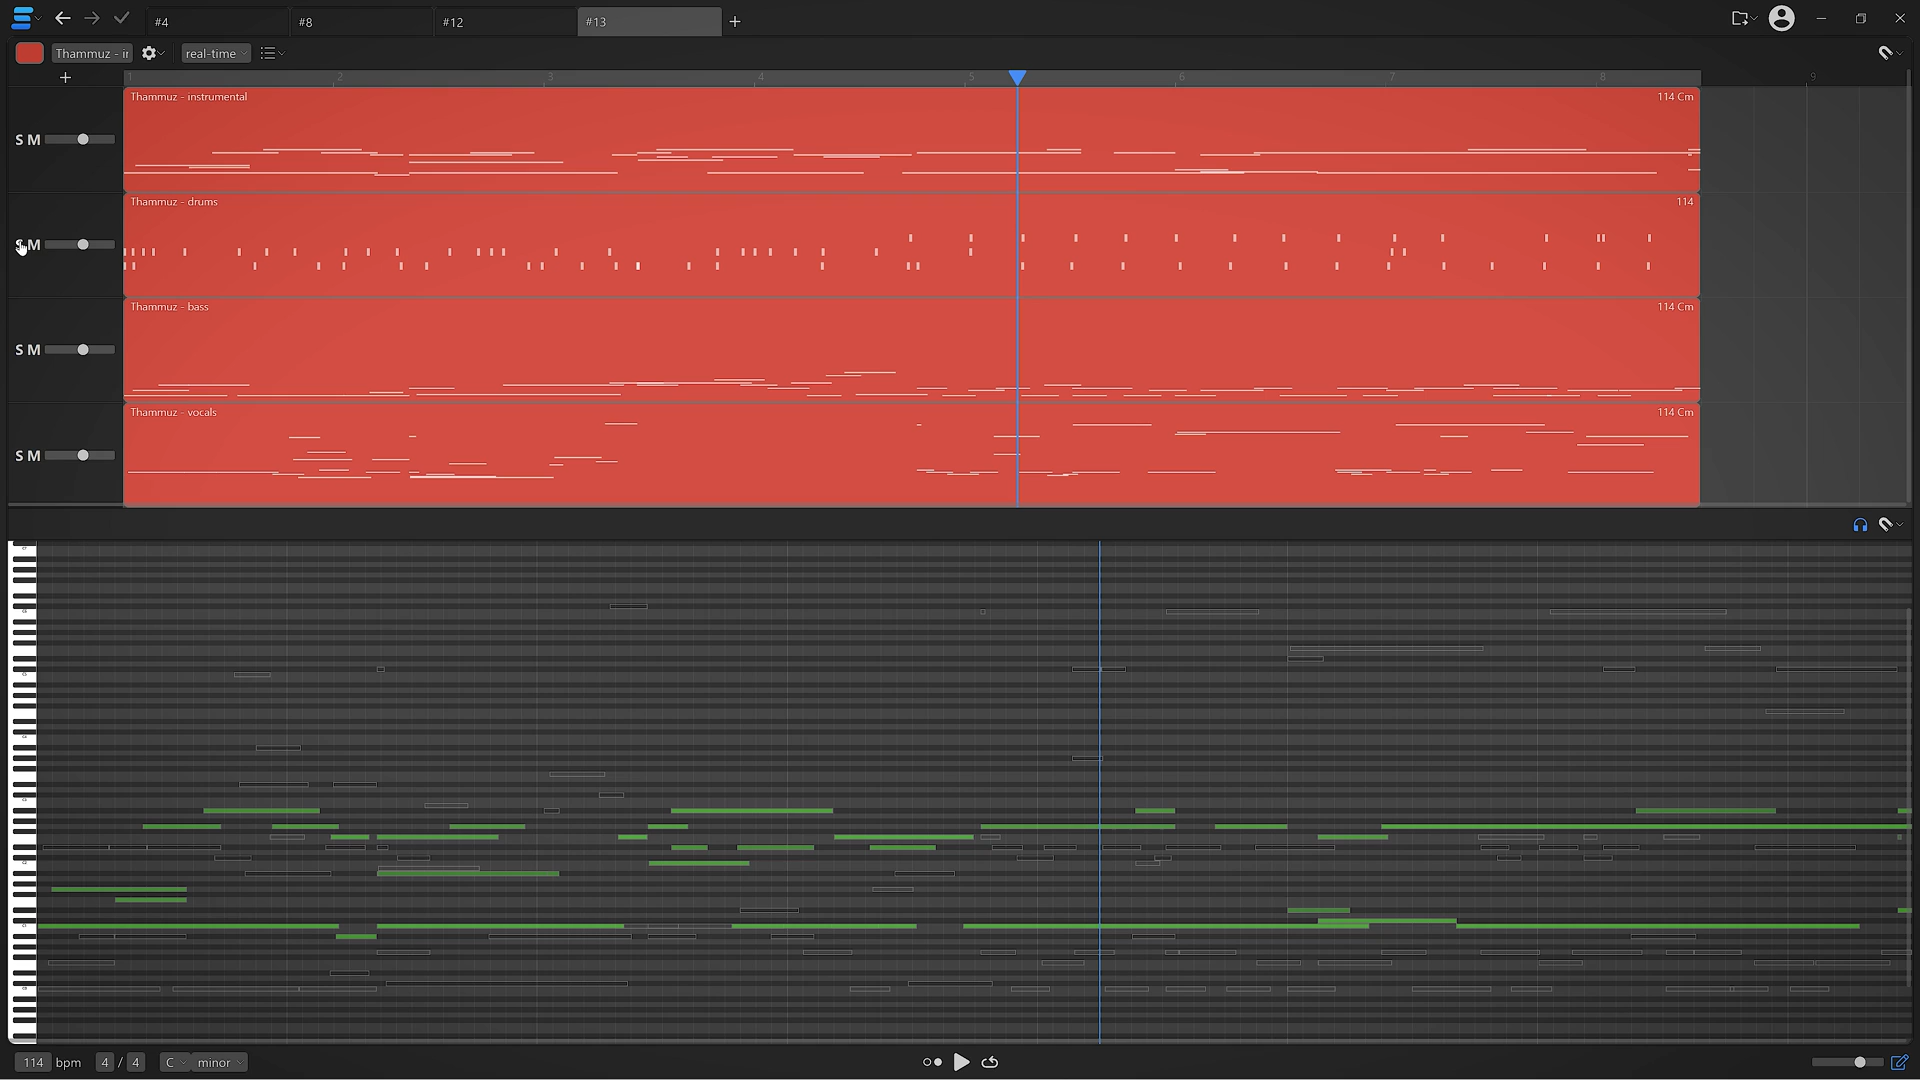 #4 #8 #12 #13
Thammuz - ir real-time
1 2 3 4 5 6 7 8 9
Thammuz - instrumental 114 Cm
S M
Thammuz - drums 114
S M
Thammuz - bass 114 Cm
S M
Thammuz - vocals 114 Cm
S M
114 bpm 4 / 4 C minor